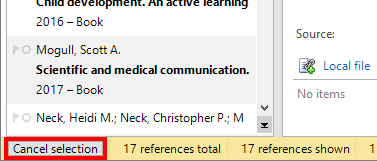 Child development. An active learning
2016 – Book
Mogull, Scott A.
Scientific and medical communication.
2017 – Book
Neck, Heidi M.; Neck, Christopher P.; M
Source:
Local file
No items
Cancel selection
17 references total
17 references shown
1